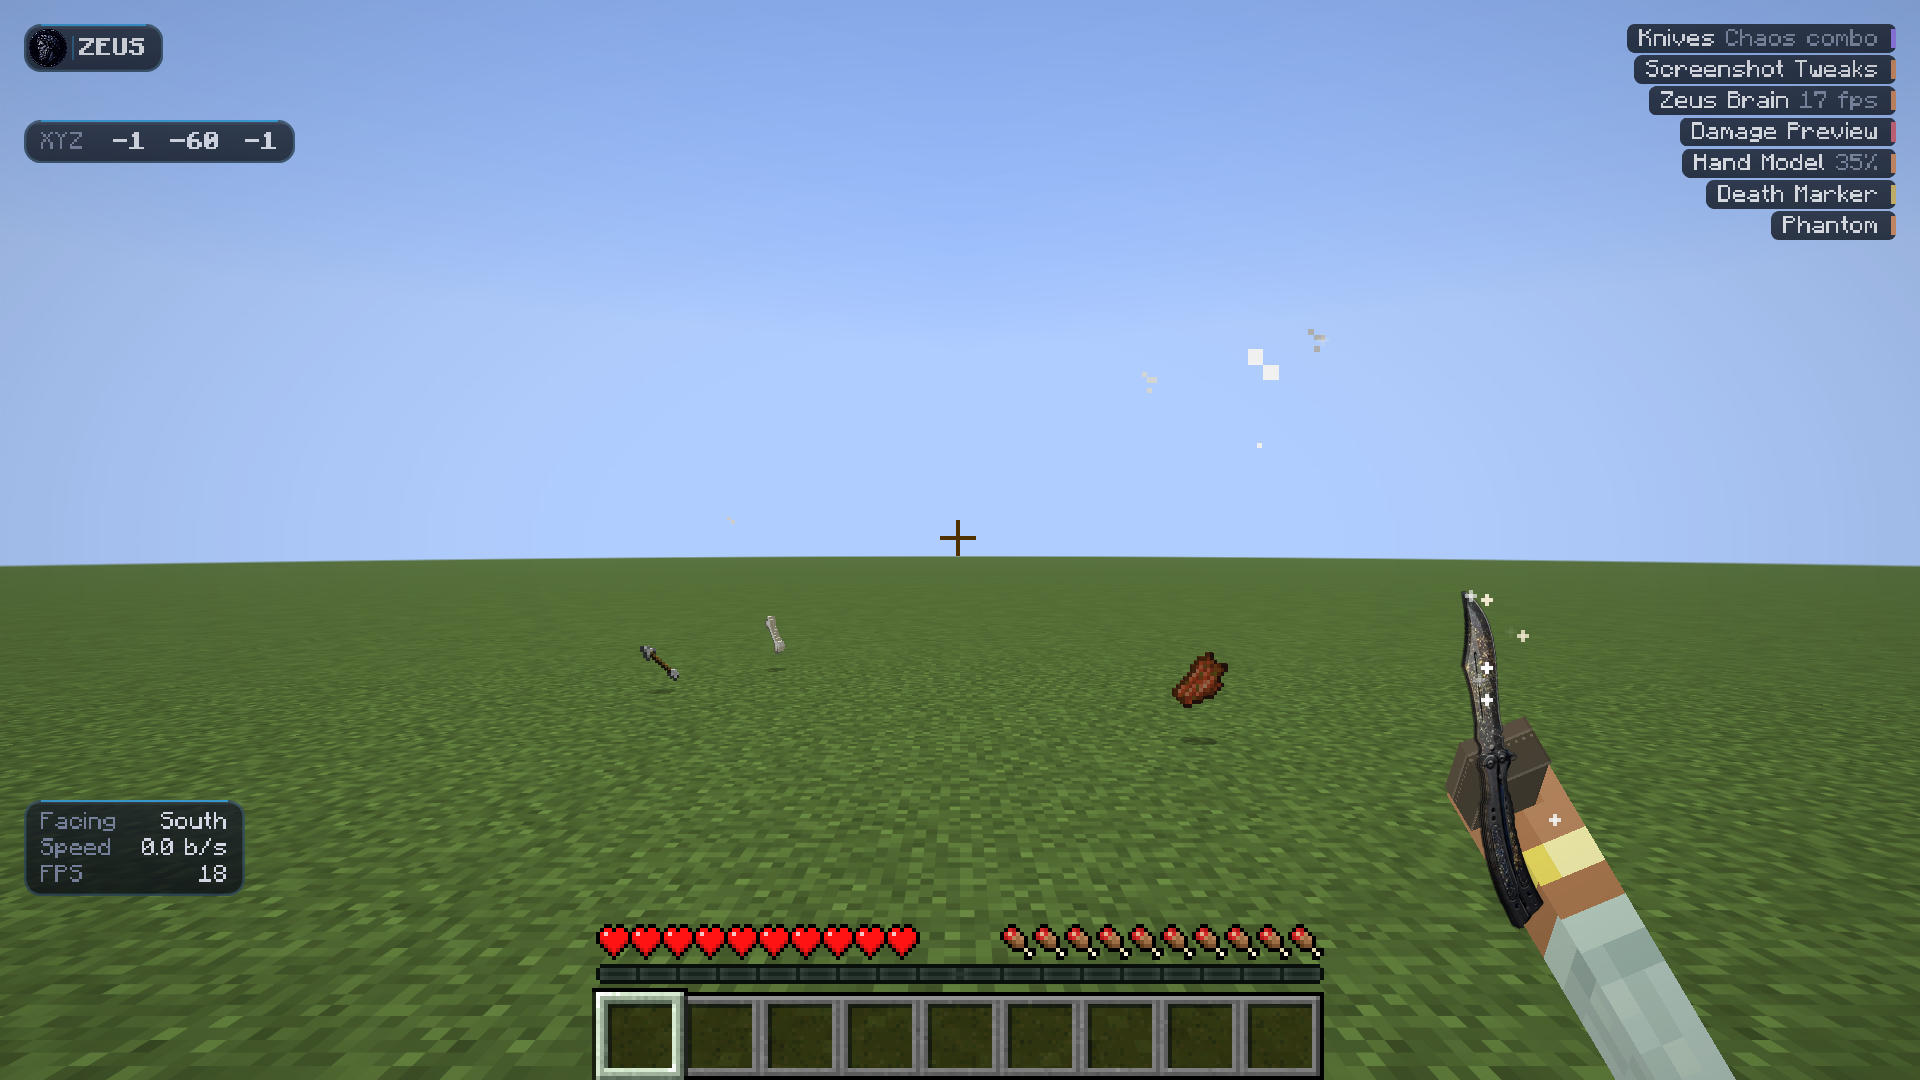 ZEUS
XYZ -1 -60 -1
Knives Chaos combo
Screenshot Tweaks
Zeus Brain 17 fps
Damage Preview
Hand Model 35%
Death Marker
Phantom
Facing South
Speed 0.0 b/s
FPS 18